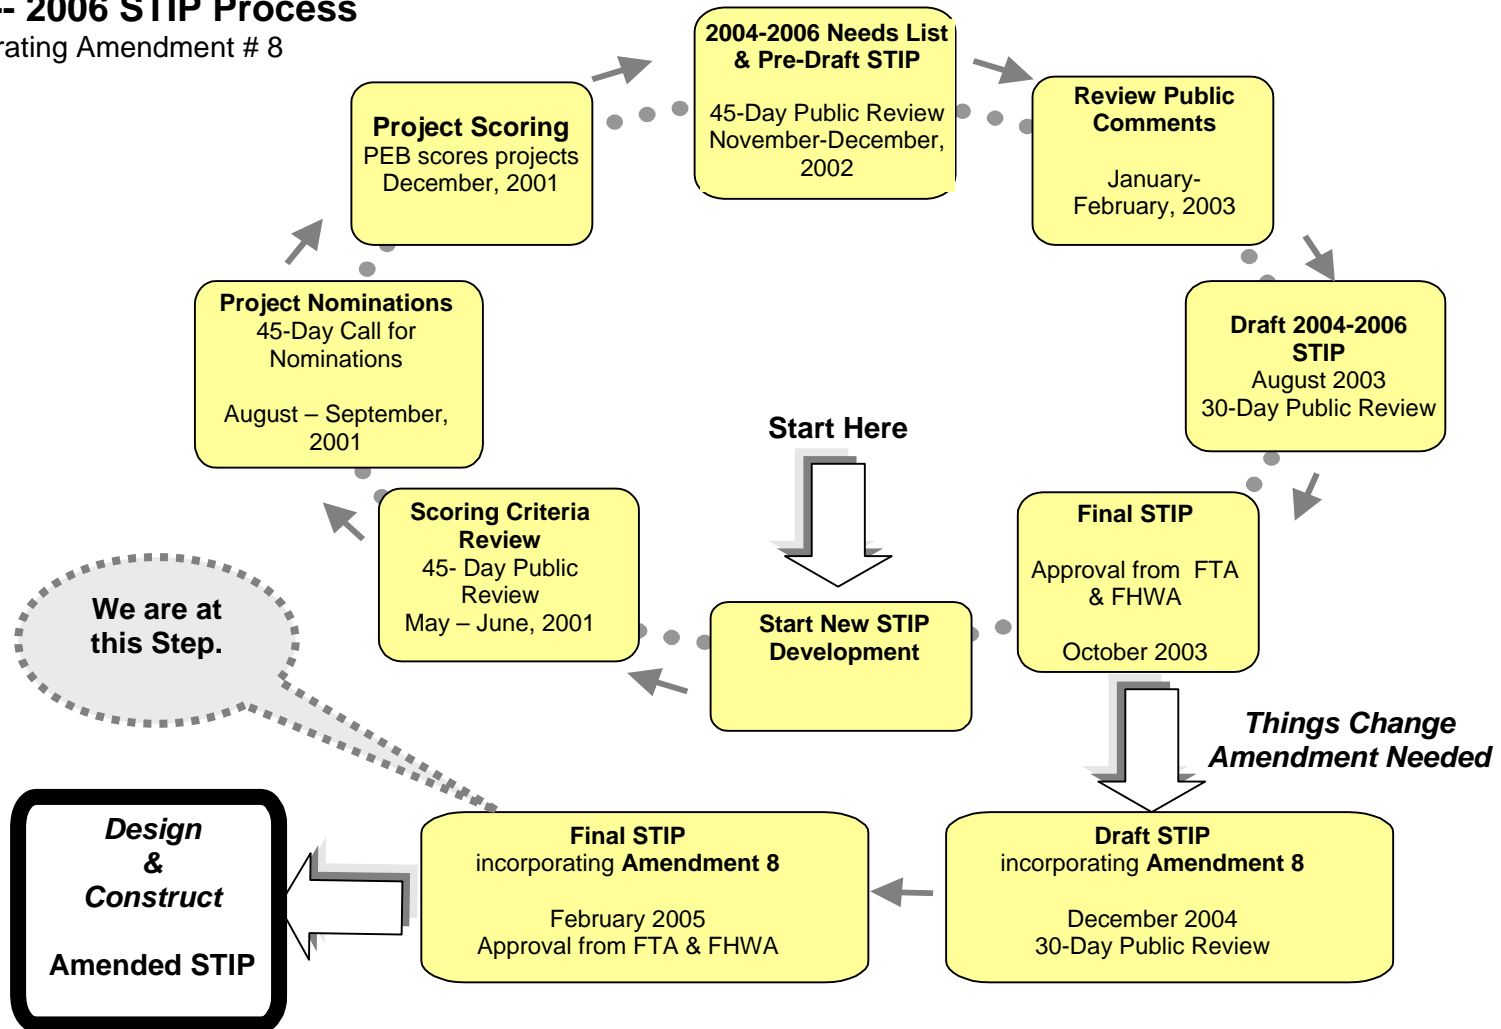 2006 STIP Process
Amendment # 8
2004-2006 Needs List
& Pre-Draft STIP
45-Day Public Review
November-December,
2002
Project Scoring
PEB scores projects
December, 2001
Review Public
Comments
January-
February, 2003
Project Nominations
45-Day Call for
Nominations
August – September,
2001
Draft 2004-2006
STIP
August 2003
30-Day Public Review
Start Here
Scoring Criteria
Review
45- Day Public
Review
May – June, 2001
Final STIP
Approval from FTA
& FHWA
October 2003
Start New STIP
Development
We are at
this Step.
Things Change
Amendment Needed
Design
&
Construct
Amended STIP
Final STIP
incorporating Amendment 8
February 2005
Approval from FTA & FHWA
Draft STIP
incorporating Amendment 8
December 2004
30-Day Public Review